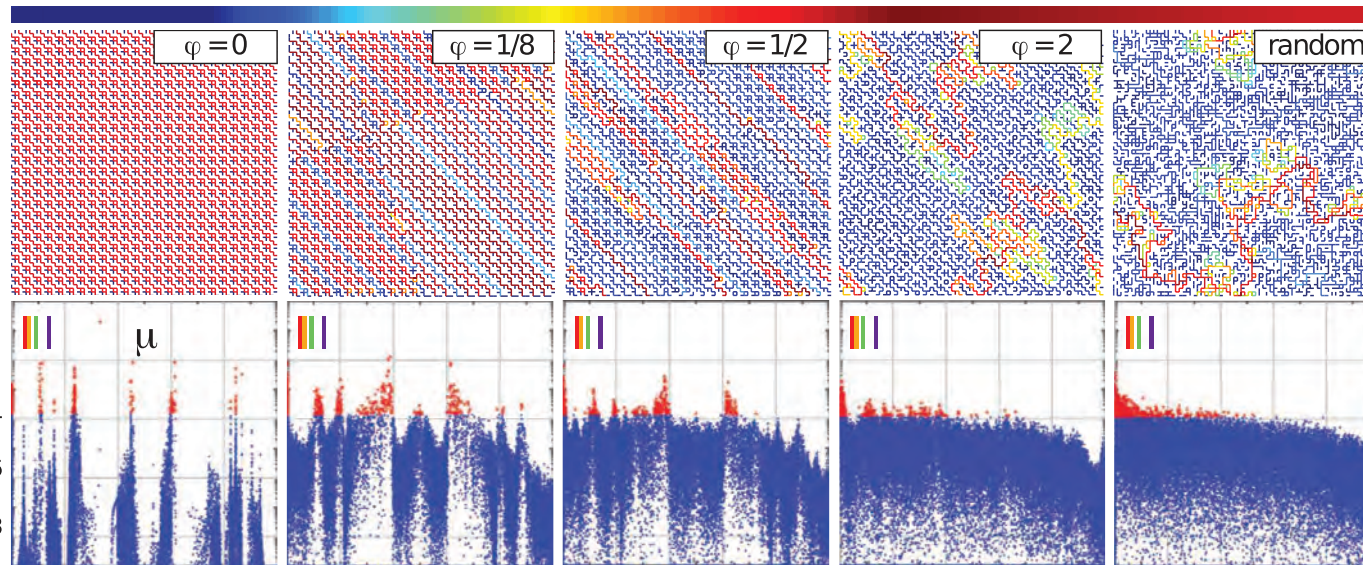 φ = 0
φ = 1/8
φ = 1/2
φ = 2
random
μ